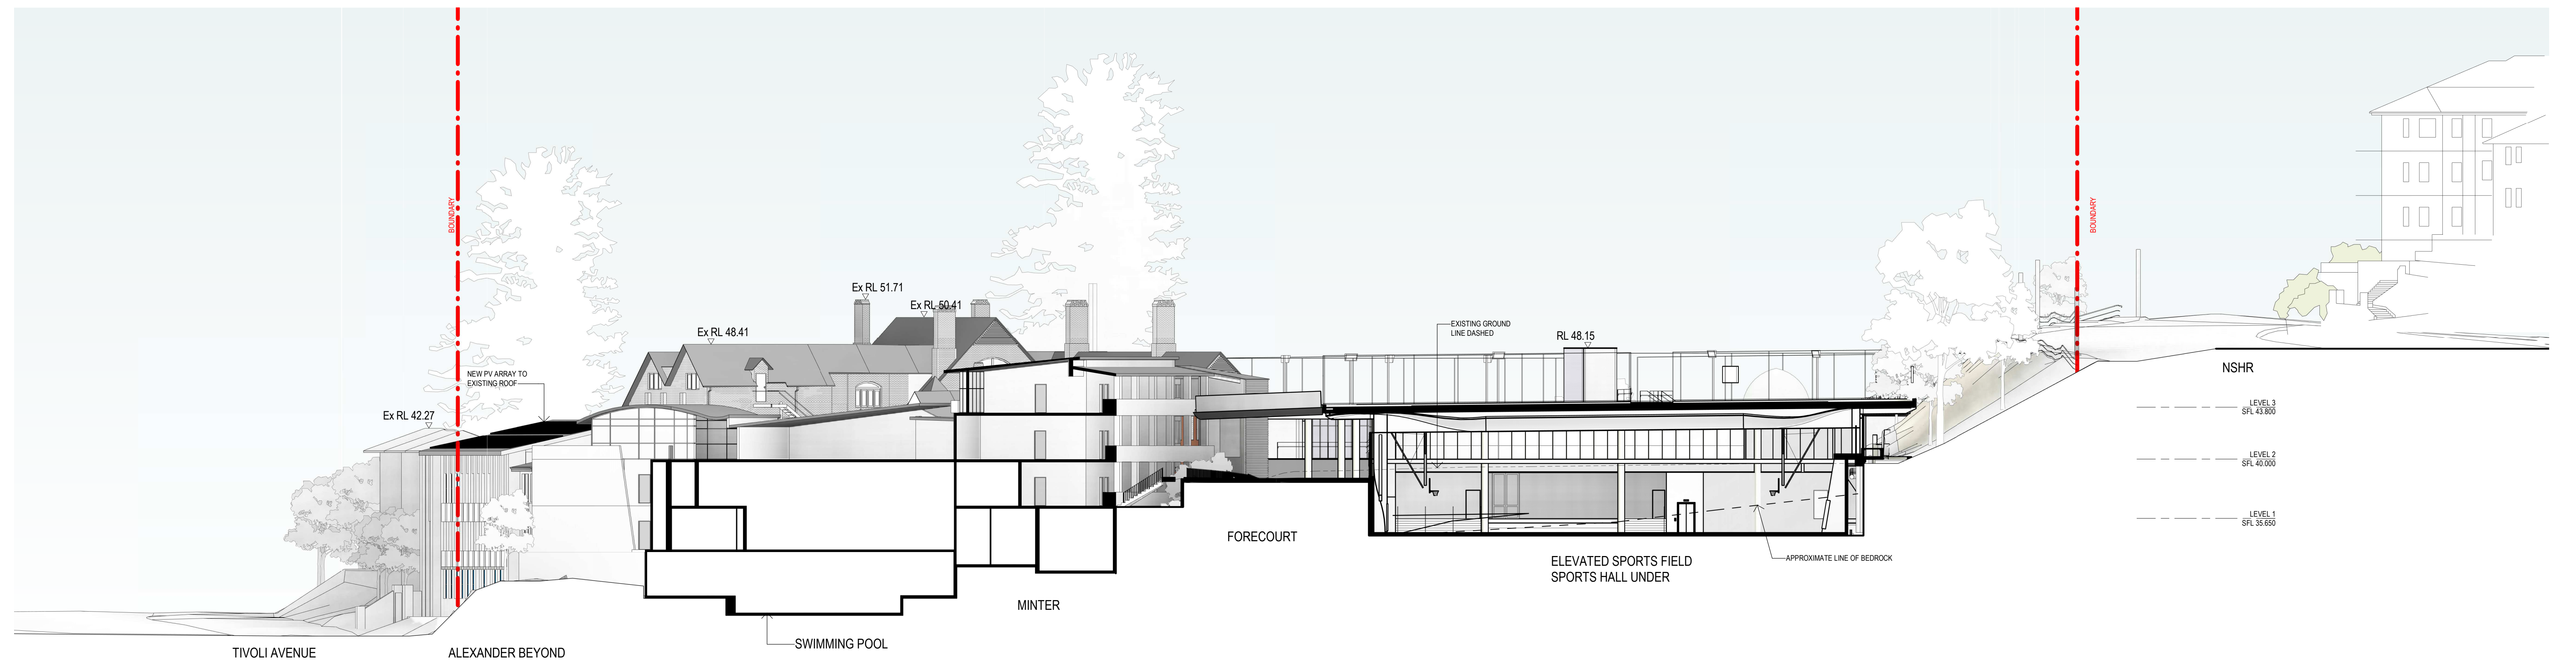 BOUNDARY
BOUNDARY
Ex RL 51.71
Ex RL 50.41
Ex RL 48.41
EXISTING GROUND
LINE DASHED
RL 48.15
NEW PV ARRAY TO
EXISTING ROOF
Ex RL 42.27
NSHR
LEVEL 3
SFL 43.800
LEVEL 2
SFL 40.000
LEVEL 1
SFL 35.650
FORECOURT
ELEVATED SPORTS FIELD
SPORTS HALL UNDER
APPROXIMATE LINE OF BEDROCK
MINTER
SWIMMING POOL
TIVOLI AVENUE
ALEXANDER BEYOND